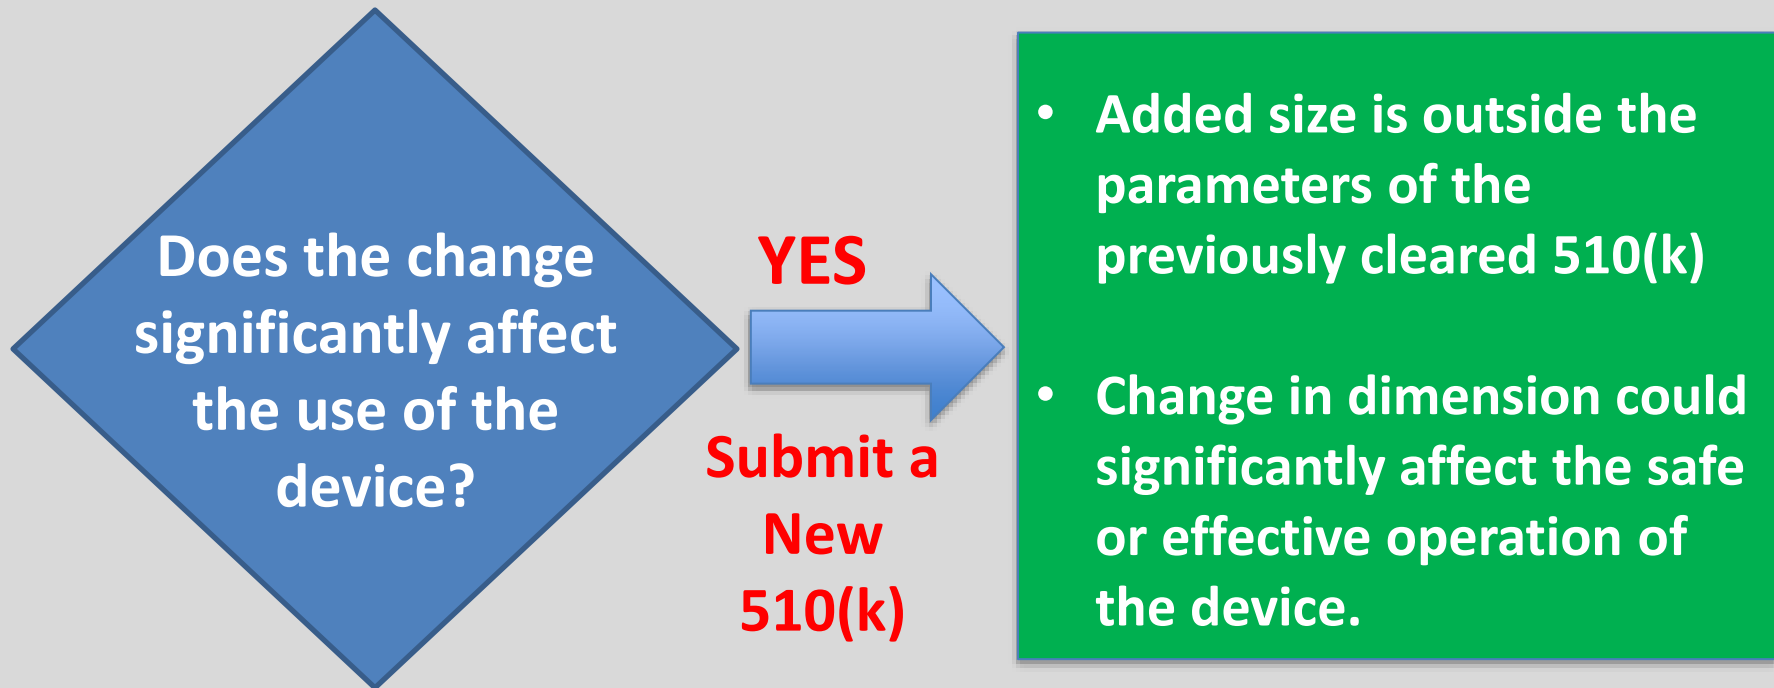 Does the change
significantly affect
the use of the
device?
YES
Submit a
New
510(k)
• Added size is outside the
parameters of the
previously cleared 510(k)
• Change in dimension could
significantly affect the safe
or effective operation of
the device.